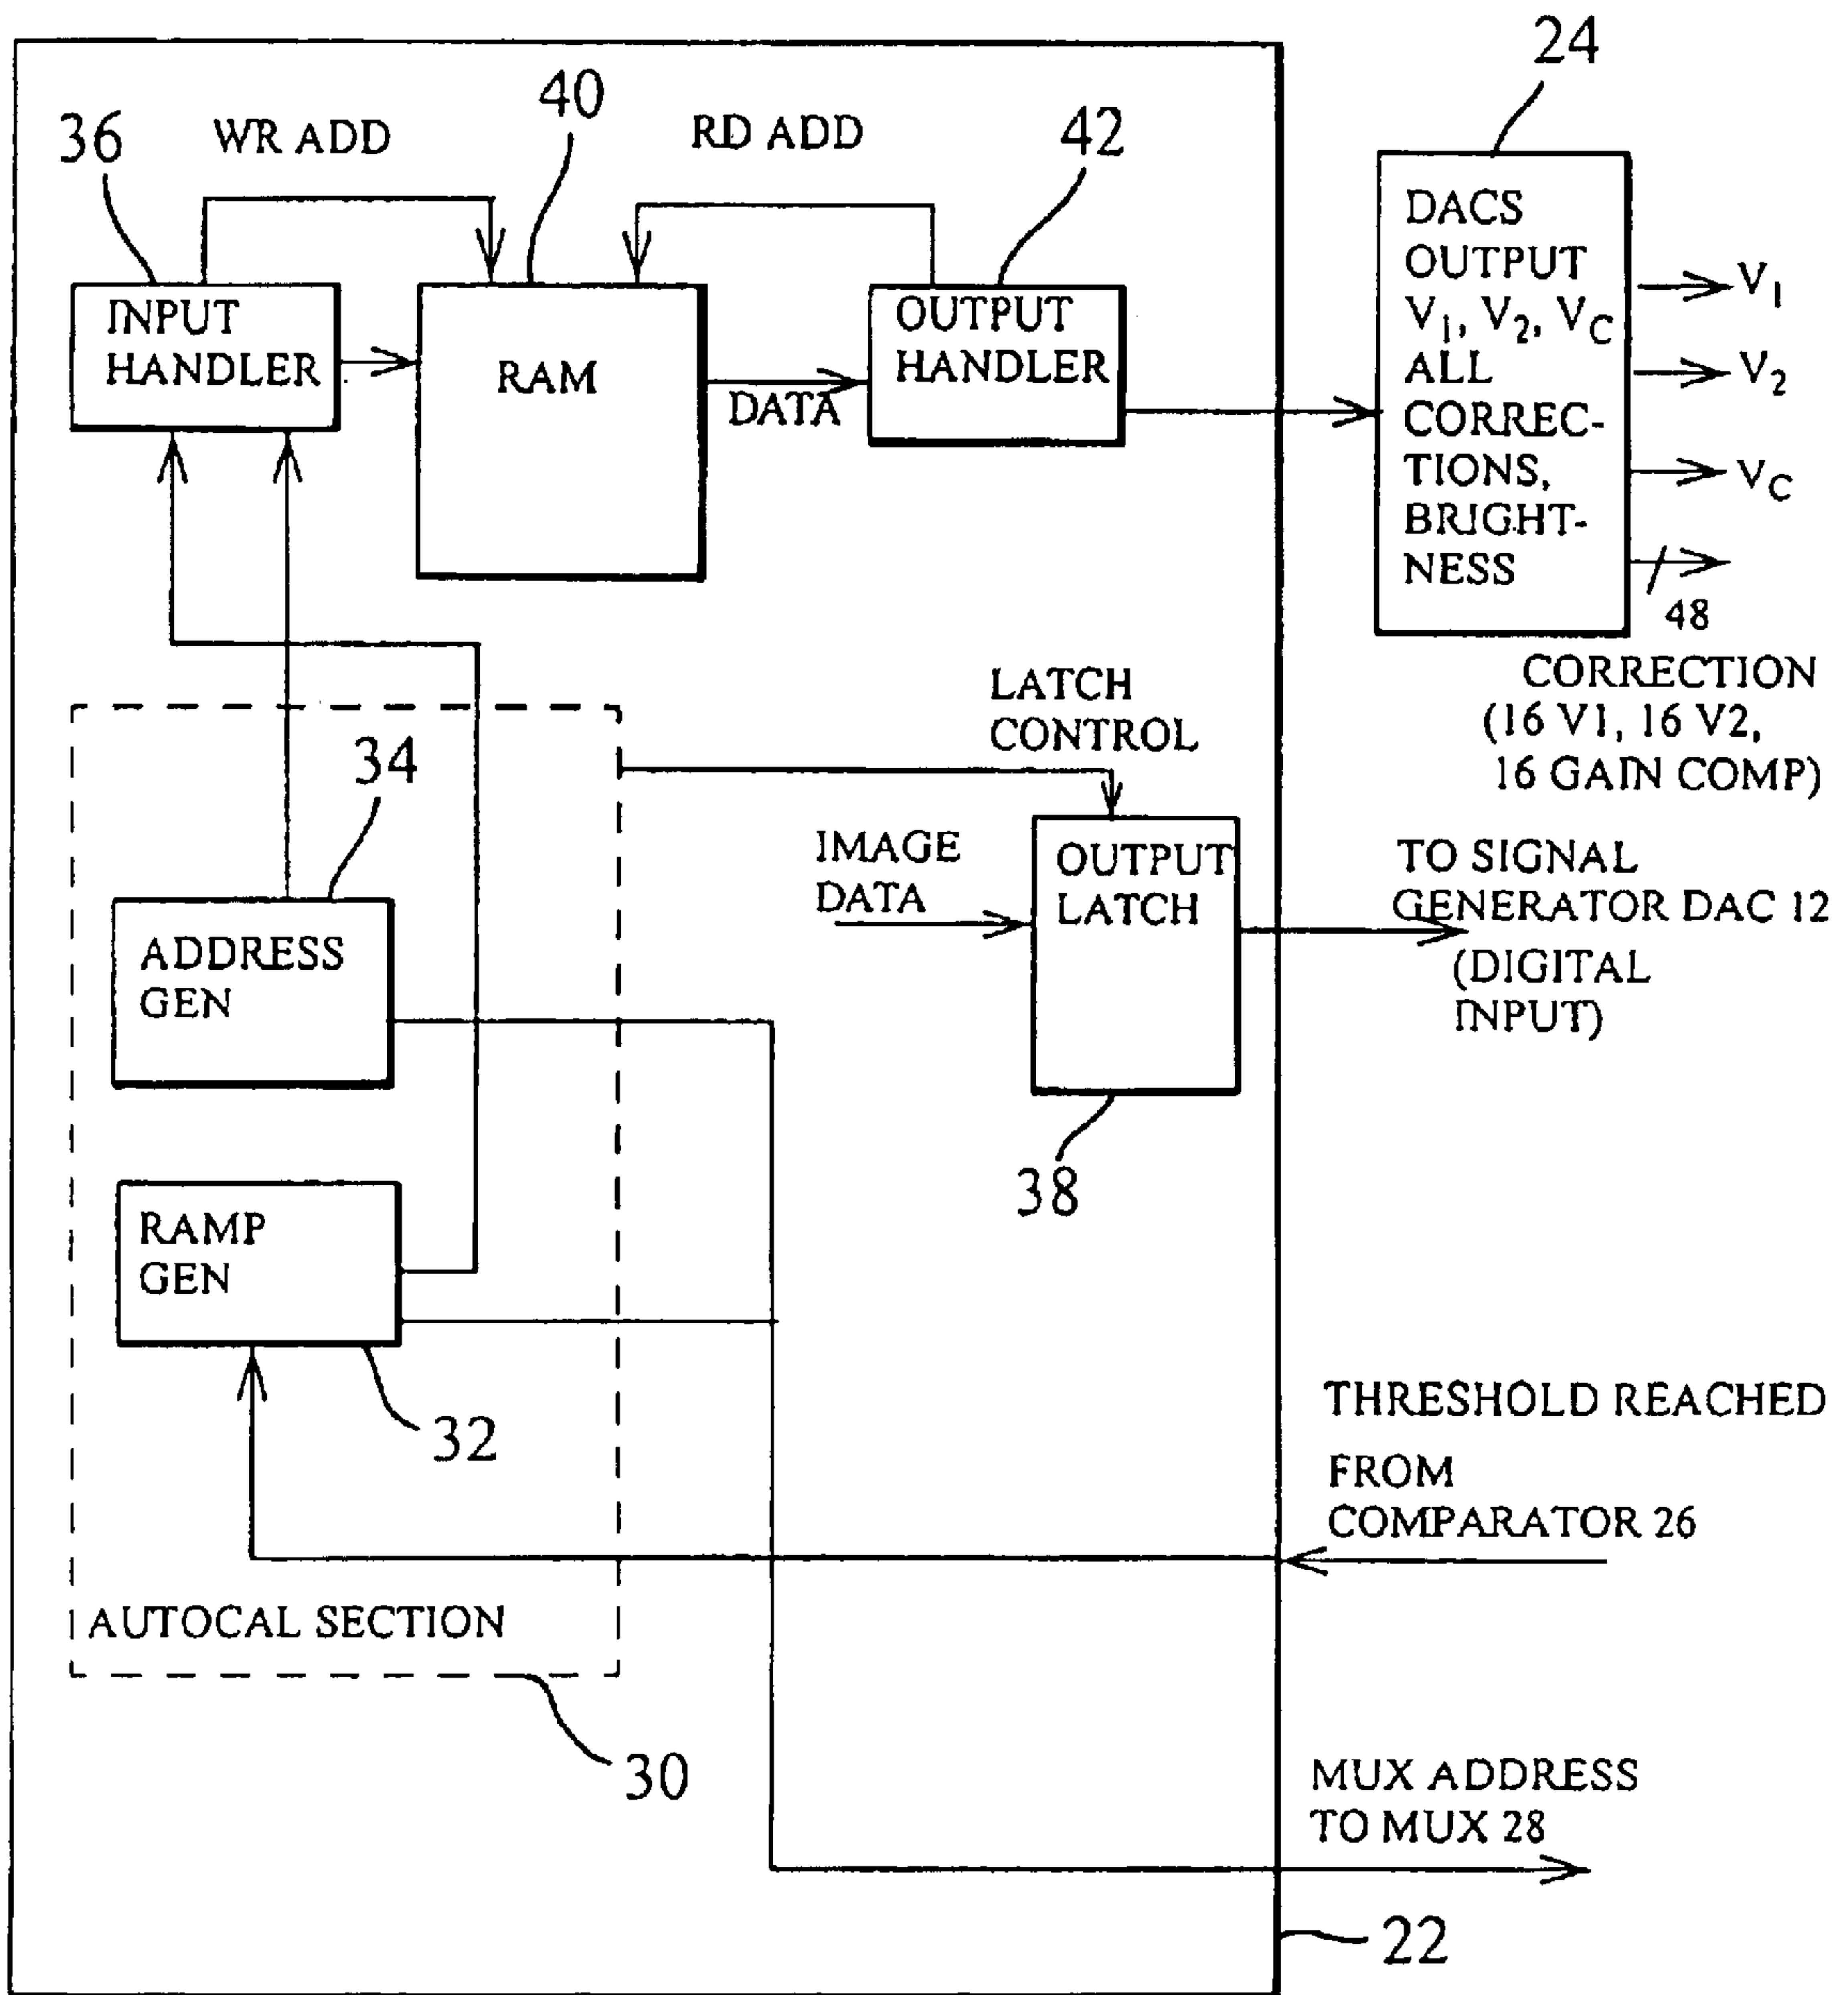 24
40
36
WR ADD
RD ADD
42
INPUT
HANDLER
RAM
DATA
OUTPUT
HANDLER
DACS
OUTPUT
V1, V2, VC
ALL
CORREC-
TIONS,
BRIGHT-
NESS
V1
V2
VC
48
CORRECTION
(16 V1, 16 V2,
16 GAIN COMP)
LATCH
CONTROL
34
IMAGE
DATA
OUTPUT
LATCH
TO SIGNAL
GENERATOR DAC 12
(DIGITAL
INPUT)
ADDRESS
GEN
38
RAMP
GEN
32
THRESHOLD REACHED
FROM
COMPARATOR 26
AUTOCAL SECTION
30
MUX ADDRESS
TO MUX 28
22